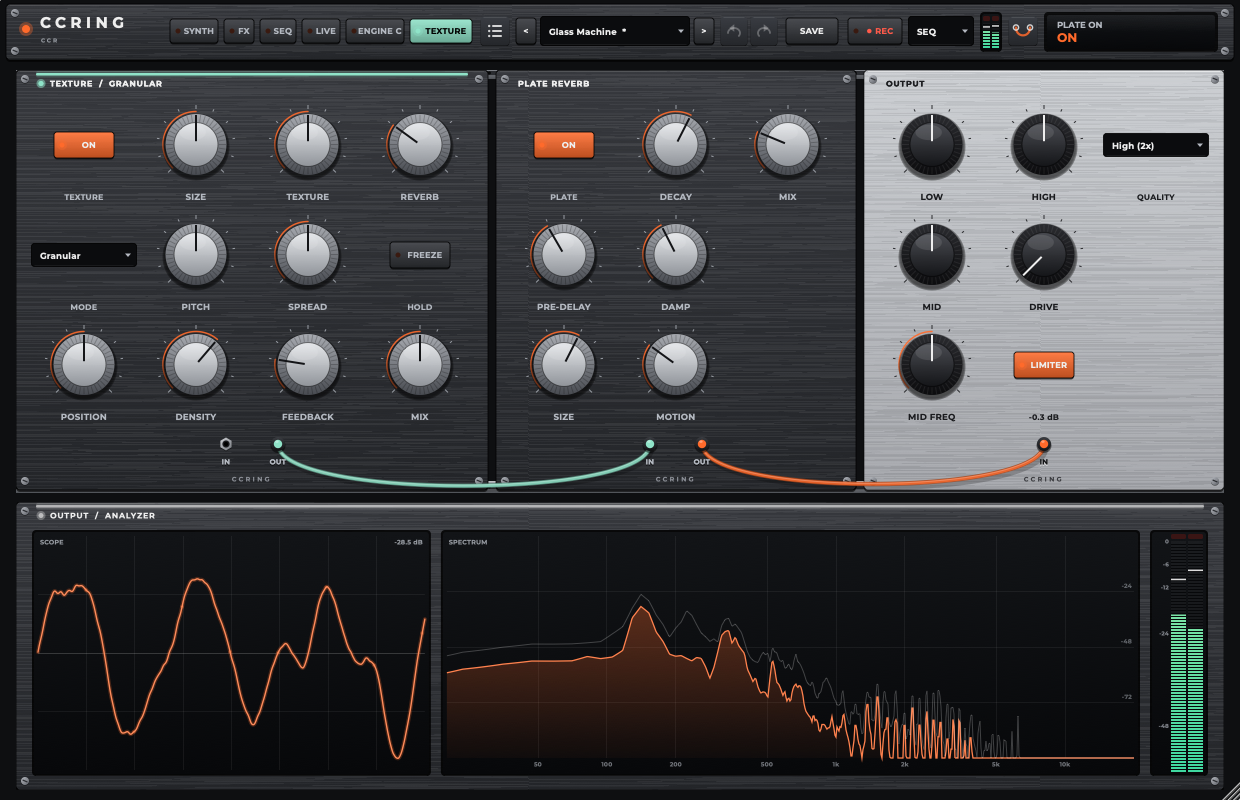 CCRING
CCR
SYNTH FX SEQ LIVE ENGINE C TEXTURE < Glass Machine * > SAVE REC SEQ
PLATE ON
ON
TEXTURE / GRANULAR
ON
TEXTURE SIZE TEXTURE REVERB
Granular FREEZE
MODE PITCH SPREAD HOLD
POSITION DENSITY FEEDBACK MIX
IN OUT
CCRING
PLATE REVERB
ON
PLATE DECAY MIX
PRE-DELAY DAMP
SIZE MOTION
IN OUT
CCRING
OUTPUT
High (2x)
LOW HIGH QUALITY
MID DRIVE
LIMITER
MID FREQ -0.3 dB
IN
CCRING
OUTPUT / ANALYZER
SCOPE -28.5 dB
SPECTRUM
-24
-48
-72
50 100 200 500 1k 2k 5k 10k
0
-6
-12
-24
-48